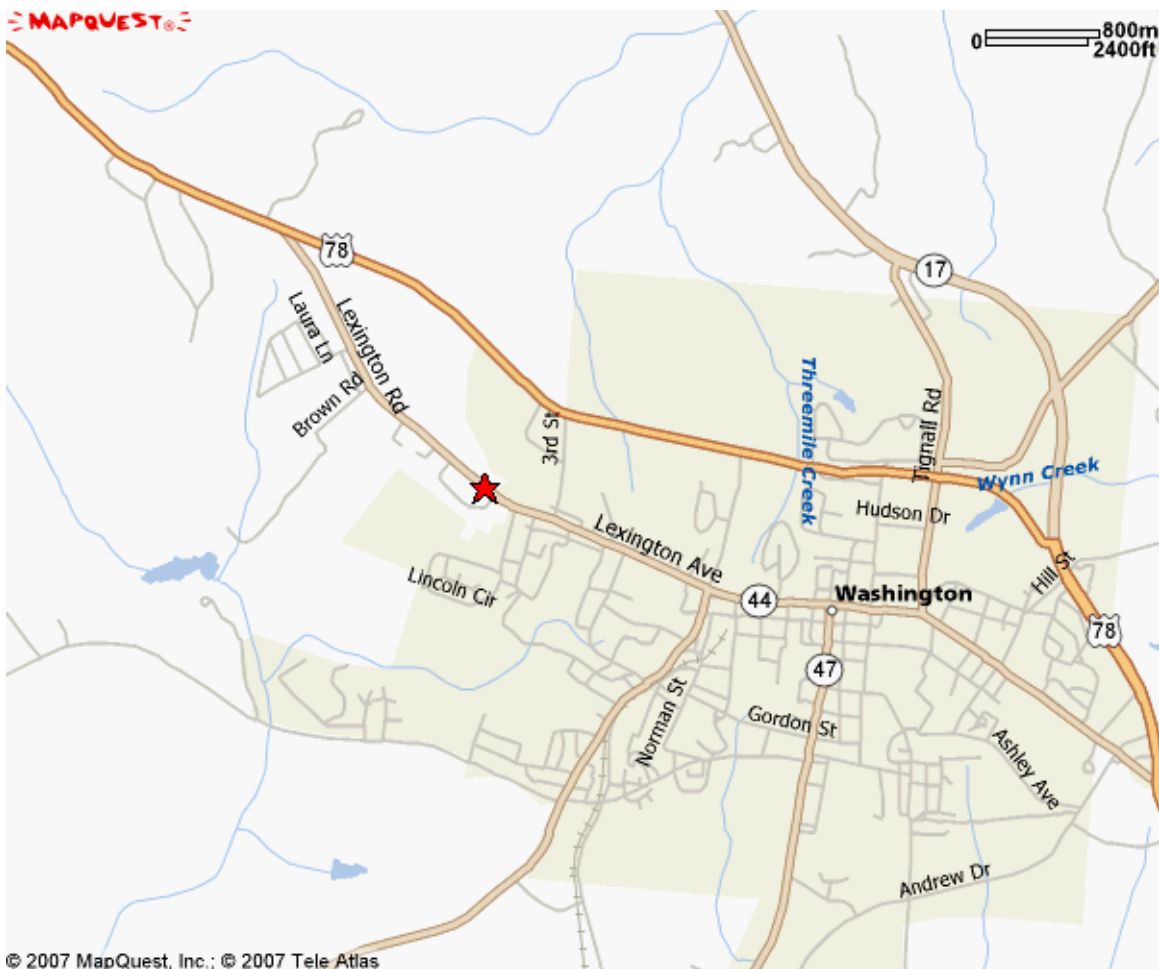 MAPQUEST®
800m
0
2400ft
17
78
Laura Ln
Lexington Rd
Brown Rd
3rd St
Threemile Creek
Tignall Rd
Wynn Creek
Hudson Dr
Lexington Ave
Lincoln Cir
Hill St
44
Washington
78
47
Norman St
Gordon St
Ashley Ave
Andrew Dr
© 2007 MapQuest, Inc.; © 2007 Tele Atlas